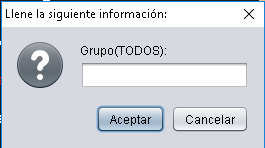 Llene la siguiente información:
Grupo(TODOS):
Aceptar
Cancelar